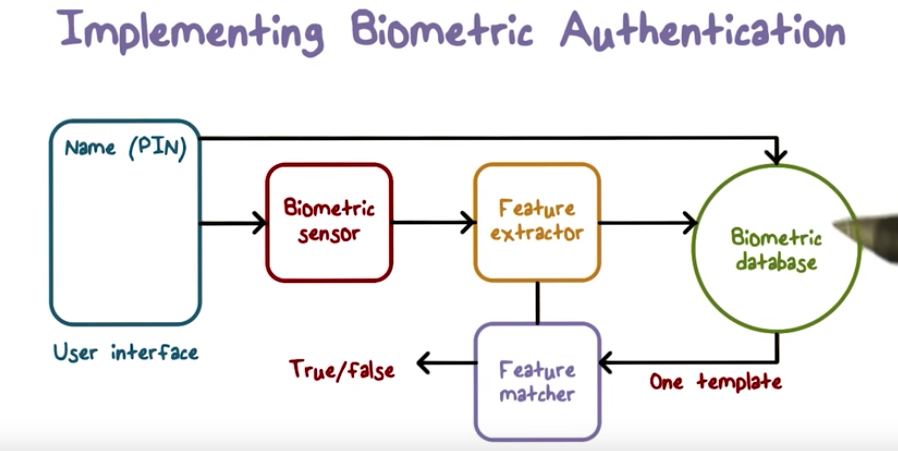 Implementing Biometric Authentication
Name (PIN)
Biometric
sensor
Feature
extractor
Biometric
database
User interface
True/false
Feature
matcher
One template